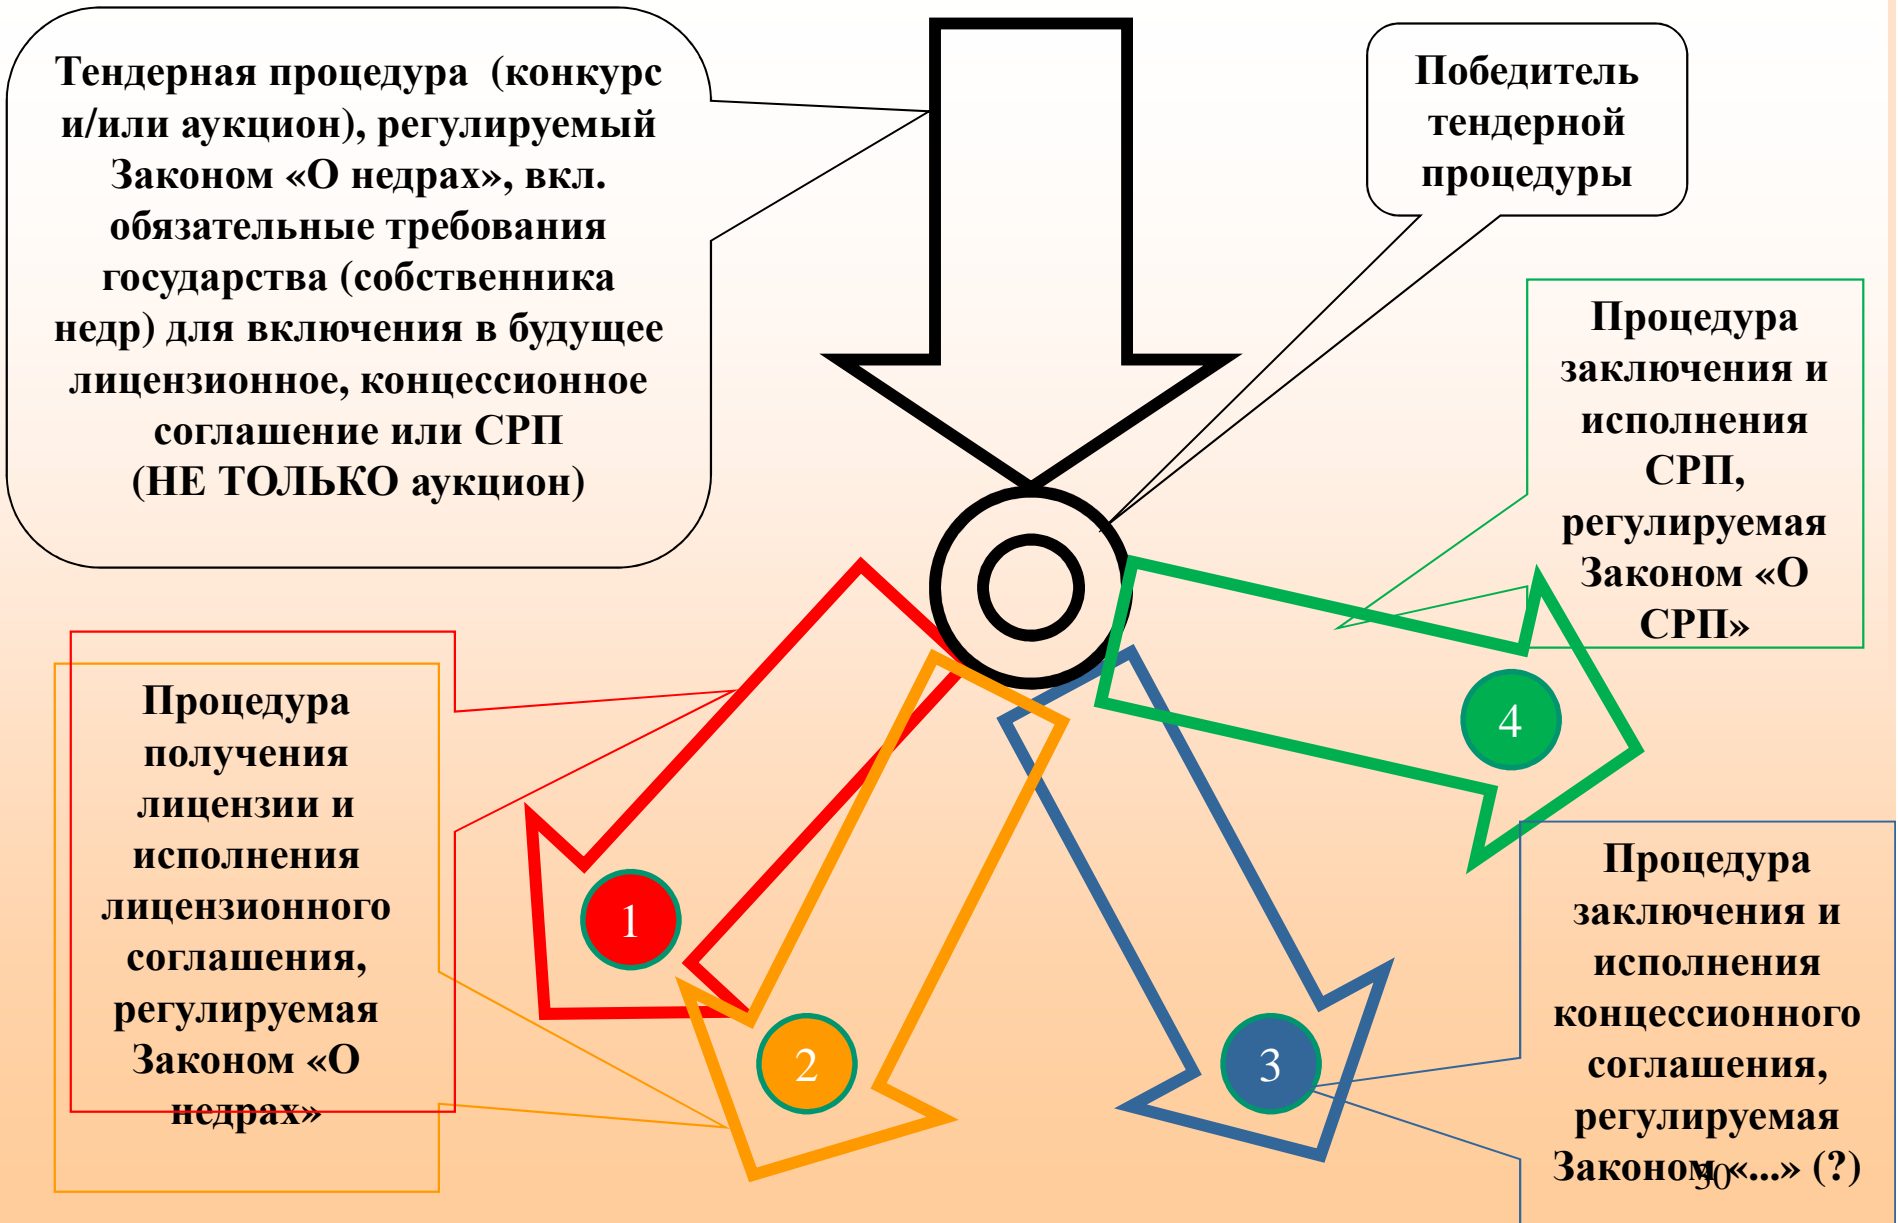 Тендерная процедура (конкурс
и/или аукцион), регулируемый
Законом «О недрах», вкл.
обязательные требования
государства (собственника
недр) для включения в будущее
лицензионное, концессионное
соглашение или СРП
(НЕ ТОЛЬКО аукцион)
Победитель
тендерной
процедуры
Процедура
заключения и
исполнения
СРП,
регулируемая
Законом «О
СРП»
Процедура
получения
лицензии и
исполнения
лицензионного
соглашения,
регулируемая
Законом «О
недрах»
1
2
3
4
Процедура
заключения и
исполнения
концессионного
соглашения,
регулируемая
Законом «...» (?)
30